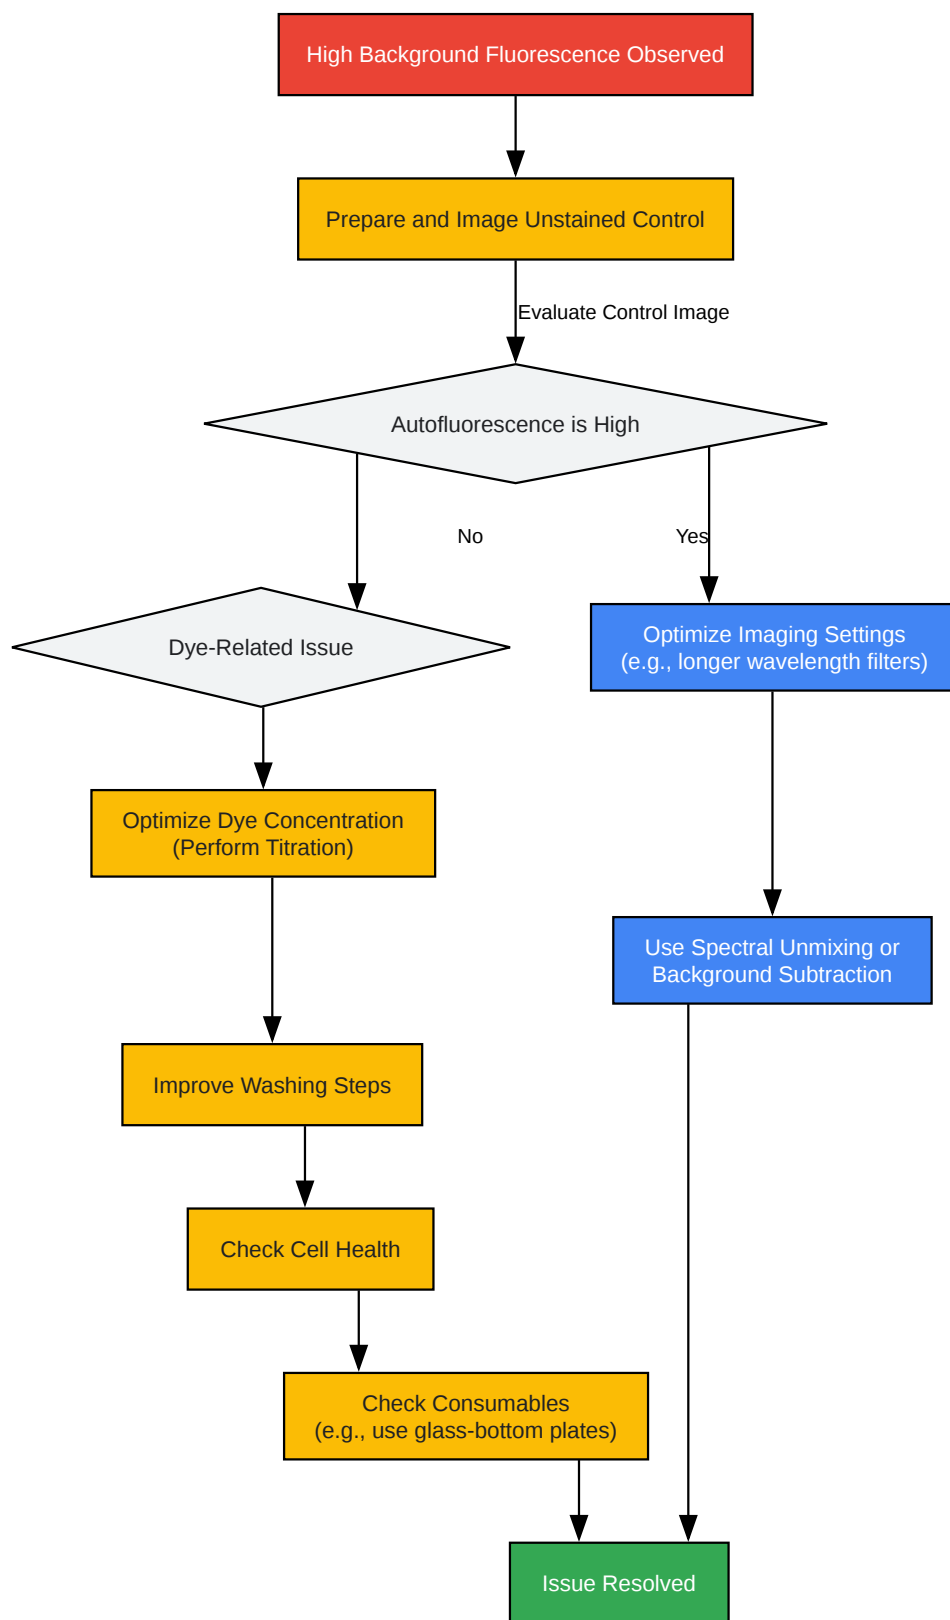 High Background Fluorescence Observed
Prepare and Image Unstained Control
Evaluate Control Image
Autofluorescence is High
No
Yes
Dye-Related Issue
Optimize Imaging Settings
(e.g., longer wavelength filters)
Optimize Dye Concentration
(Perform Titration)
Use Spectral Unmixing or
Background Subtraction
Improve Washing Steps
Check Cell Health
Check Consumables
(e.g., use glass-bottom plates)
Issue Resolved